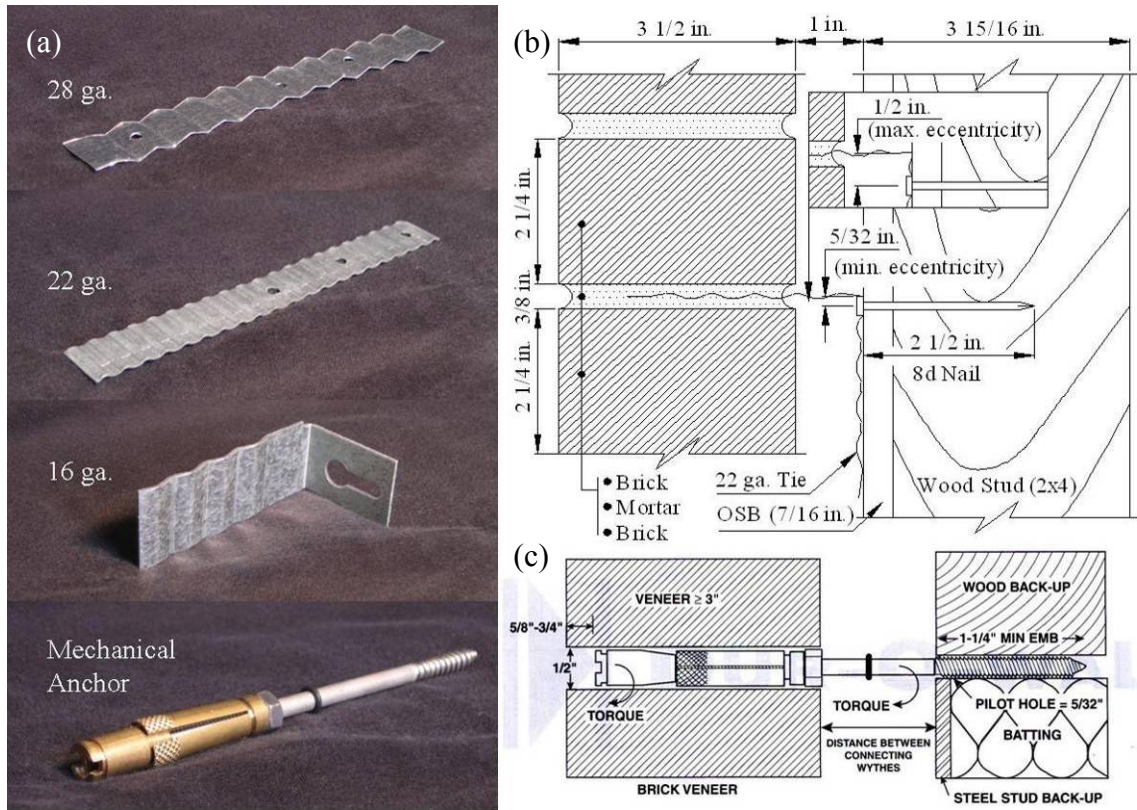 (a)
28 ga.
22 ga.
16 ga.
Mechanical
Anchor
(b)
3 1/2 in.
1 in.
3 15/16 in.
1/2 in.
(max. eccentricity)
2 1/4 in.
5/32 in.
(min. eccentricity)
3/8 in.
2 1/2 in.
8d Nail
2 1/4 in.
Brick
Mortar
Brick
22 ga. Tie
OSB (7/16 in.)
Wood Stud (2x4)
(c)
VENEER ≥ 3"
WOOD BACK-UP
5/8"-3/4"
1-1/4" MIN EMB
1/2"
TORQUE
TORQUE
PILOT HOLE = 5/32"
BATTING
DISTANCE BETWEEN
CONNECTING
WYTHES
BRICK VENEER
STEEL STUD BACK-UP